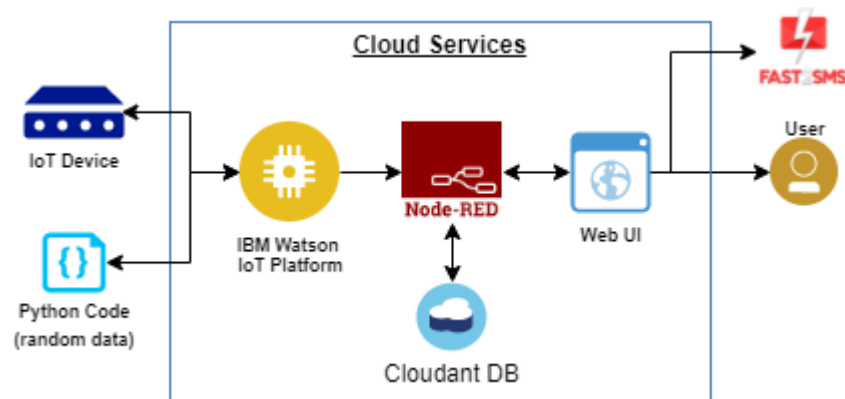 Cloud Services
FAST2SMS
IoT Device
User
Node-RED
Web UI
IBM Watson
IoT Platform
Python Code
(random data)
{}
Cloudant DB